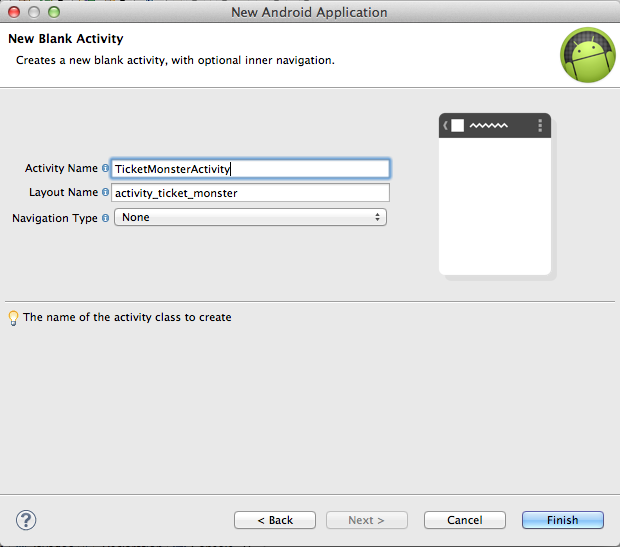 New Android Application
New Blank Activity
Creates a new blank activity, with optional inner navigation.
Activity Name TicketMonsterActivity
Layout Name activity_ticket_monster
Navigation Type None
The name of the activity class to create
? < Back Next > Cancel Finish